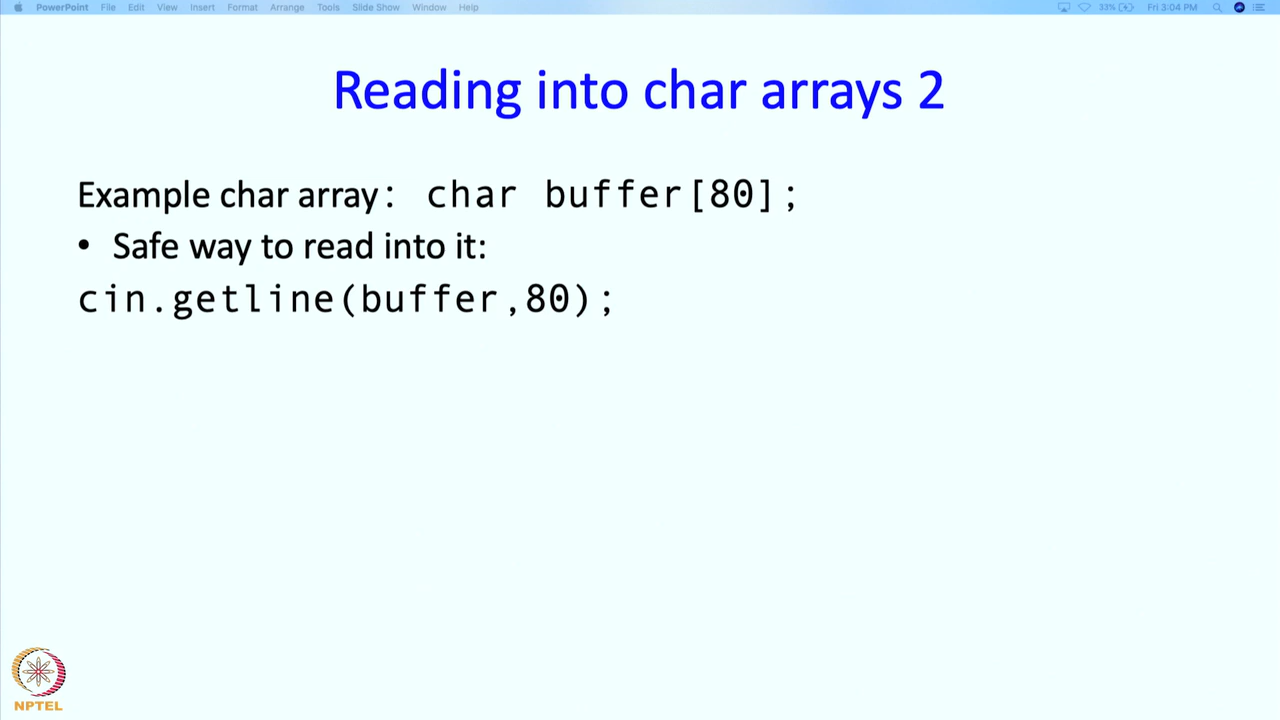 PowerPoint File Edit View Insert Format Arrange Tools Slide Show Window Help 33% Fri 3:04 PM
Reading into char arrays 2
Example char array: char buffer[80];
• Safe way to read into it:
cin.getline(buffer,80);
NPTEL